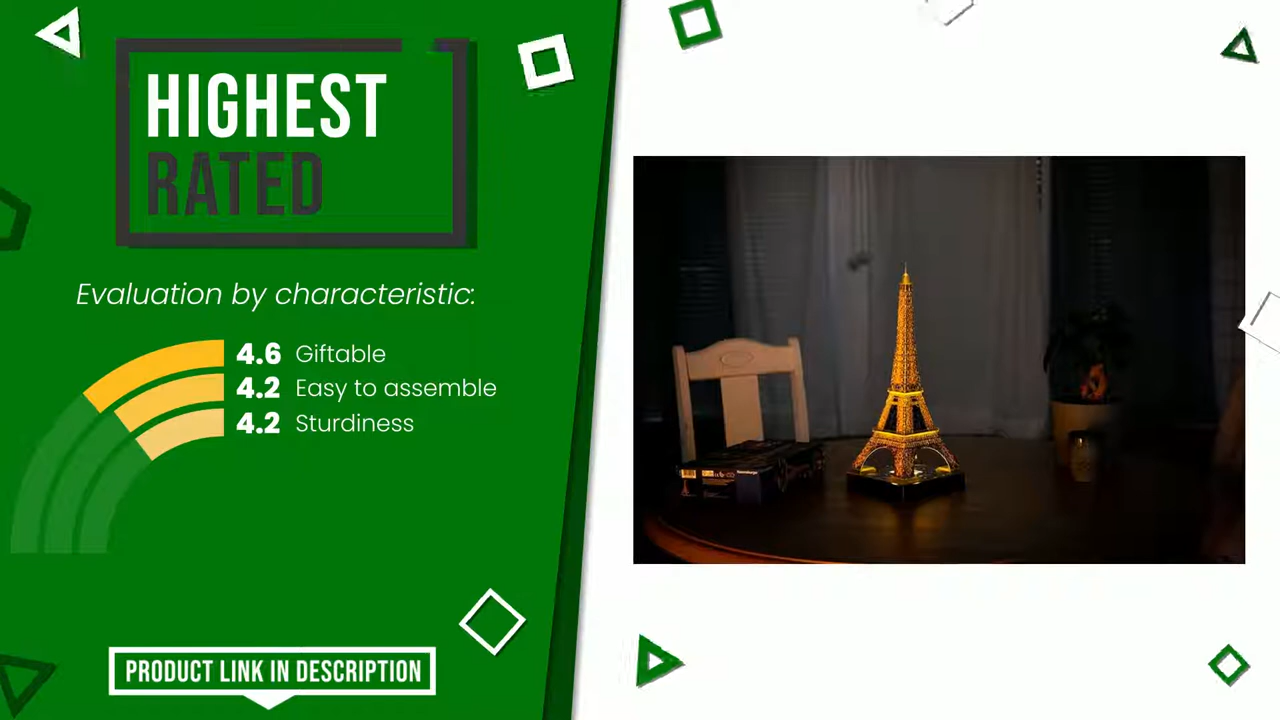 HIGHEST
RATED
Evaluation by characteristic:
4.6 Giftable
4.2 Easy to assemble
4.2 Sturdiness
PRODUCT LINK IN DESCRIPTION